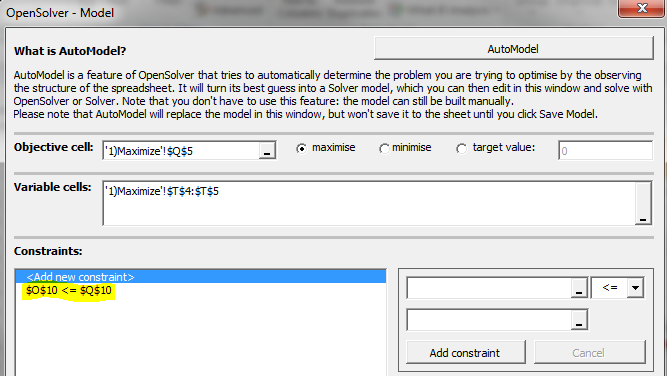 OpenSolver - Model
What is AutoModel?
AutoModel
AutoModel is a feature of OpenSolver that tries to automatically determine the problem you are trying to optimise by the observing
the structure of the spreadsheet. It will turn its best guess into a Solver model, which you can then edit in this window and solve with
OpenSolver or Solver. Note that you don't have to use this feature: the model can still be built manually.
Please note that AutoModel will replace the model in this window, but won't save it to the sheet until you click Save Model.
Objective cell: '1)Maximize'!$Q$5 maximise minimise target value: 0
Variable cells: '1)Maximize'!$T$4:$T$5
Constraints:
<Add new constraint>
$O$10 <= $Q$10
<=
Add constraint Cancel